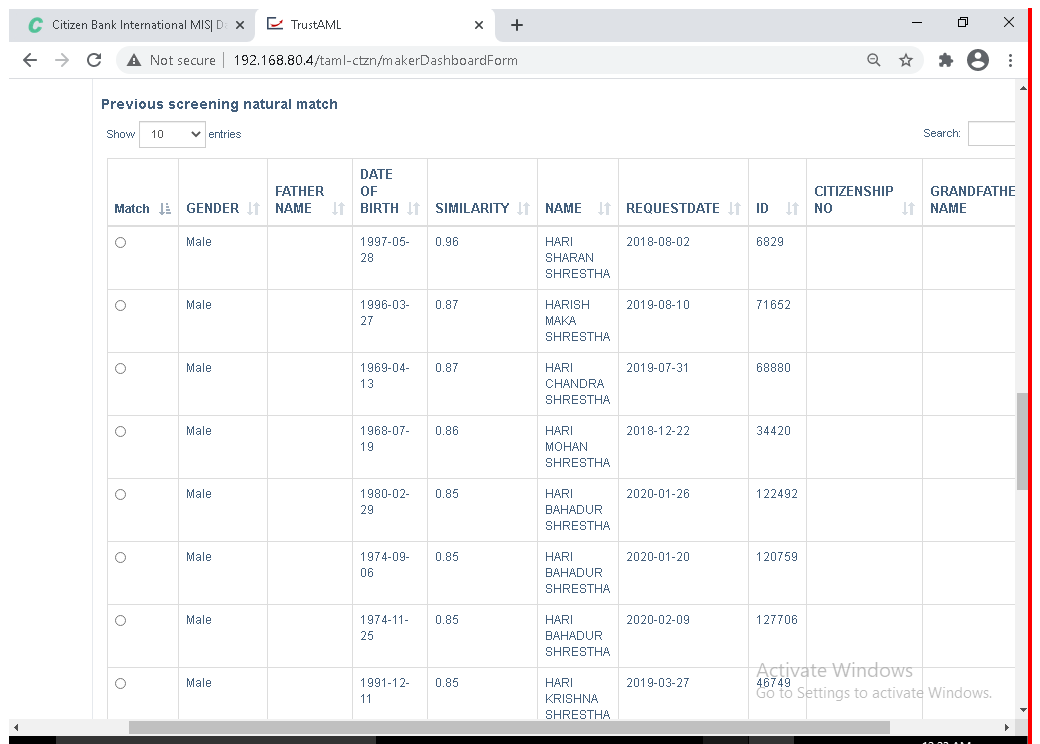 Citizen Bank International MIS| D
TrustAML
Not secure 192.168.80.4/taml-ctzn/makerDashboardForm
Previous screening natural match
Show 10 entries
Search:
Match GENDER FATHER NAME DATE OF BIRTH SIMILARITY NAME REQUESTDATE ID CITIZENSHIP NO GRANDFATHE NAME
Male 1997-05-28 0.96 HARI SHARAN SHRESTHA 2018-08-02 6829
Male 1996-03-27 0.87 HARISH MAKA SHRESTHA 2019-08-10 71652
Male 1969-04-13 0.87 HARI CHANDRA SHRESTHA 2019-07-31 68880
Male 1968-07-19 0.86 HARI MOHAN SHRESTHA 2018-12-22 34420
Male 1980-02-29 0.85 HARI BAHADUR SHRESTHA 2020-01-26 122492
Male 1974-09-06 0.85 HARI BAHADUR SHRESTHA 2020-01-20 120759
Male 1974-11-25 0.85 HARI BAHADUR SHRESTHA 2020-02-09 127706
Male 1991-12-11 0.85 HARI KRISHNA SHRESTHA 2019-03-27 46749
Activate Windows
Go to Settings to activate Windows.